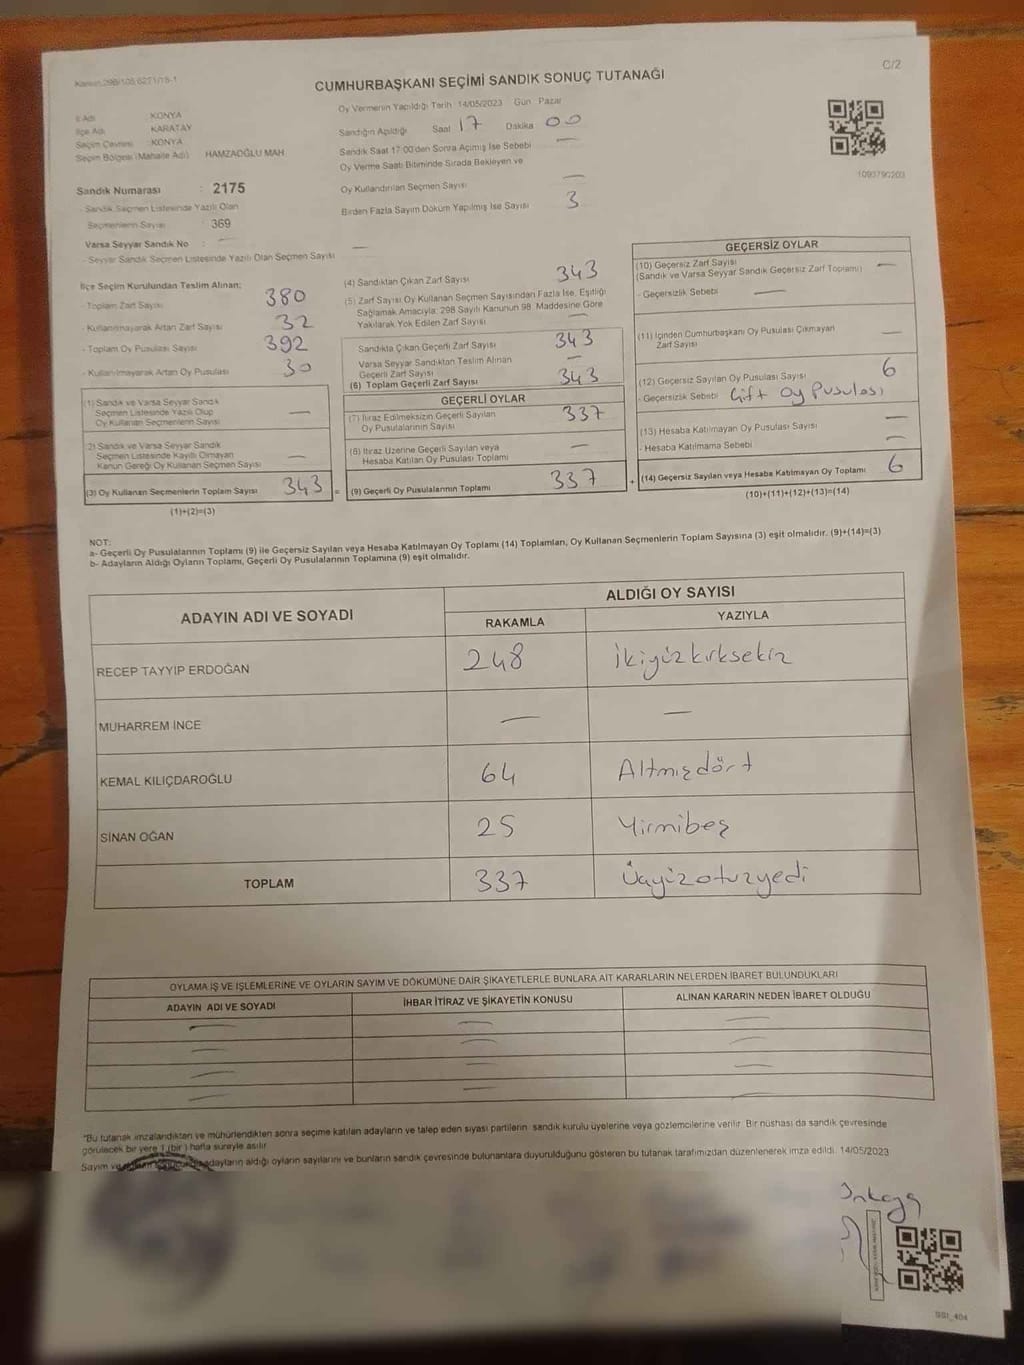 Kanun 298/105 6271/18-1
C/2
CUMHURBAŞKANI SEÇİMİ SANDIK SONUÇ TUTANAĞI
İl Adı : KONYA
İlçe Adı : KARATAY
Seçim Çevresi : KONYA
Seçim Bölgesi (Mahalle Adı) : HAMZAOĞLU MAH.
Sandık Numarası : 2175
- Sandık Seçmen Listesinde Yazılı Olan
Seçmenlerin Sayısı : 369
Varsa Seyyar Sandık No : —
- Seyyar Sandık Seçmen Listesinde Yazılı Olan Seçmen Sayısı —
Oy Vermenin Yapıldığı Tarih 14/05/2023 Gün Pazar
Sandığın Açıldığı Saat 17 Dakika 00
Sandık Saat 17:00'den Sonra Açılmış İse Sebebi —
Oy Verme Saati Bitiminde Sırada Bekleyen ve
Oy Kullandırılan Seçmen Sayısı —
Birden Fazla Sayım Döküm Yapılmış İse Sayısı 3
1093790203
İlçe Seçim Kurulundan Teslim Alınan:
- Toplam Zarf Sayısı 380
- Kullanılmayarak Artan Zarf Sayısı 32
- Toplam Oy Pusulası Sayısı 392
- Kullanılmayarak Artan Oy Pusulası 30
(1) Sandık ve Varsa Seyyar Sandık
Seçmen Listesinde Yazılı Olup
Oy Kullanan Seçmenlerin Sayısı —
(2) Sandık ve Varsa Seyyar Sandık
Seçmen Listesinde Kayıtlı Olmayan
Kanun Gereği Oy Kullanan Seçmen Sayısı —
(3) Oy Kullanan Seçmenlerin Toplam Sayısı 343 =
(1)+(2)=(3)
(4) Sandıktan Çıkan Zarf Sayısı 343
(5) Zarf Sayısı Oy Kullanan Seçmen Sayısından Fazla İse, Eşitliği
Sağlamak Amacıyla; 298 Sayılı Kanunun 98. Maddesine Göre
Yakılarak Yok Edilen Zarf Sayısı —
Sandıkta Çıkan Geçerli Zarf Sayısı 343
Varsa Seyyar Sandıktan Teslim Alınan
Geçerli Zarf Sayısı —
(6) Toplam Geçerli Zarf Sayısı 343
GEÇERLİ OYLAR
(7) İtiraz Edilmeksizin Geçerli Sayılan
Oy Pusulalarının Sayısı 337
(8) İtiraz Üzerine Geçerli Sayılan veya
Hesaba Katılan Oy Pusulası Toplamı —
(9) Geçerli Oy Pusulalarının Toplamı 337 +
GEÇERSİZ OYLAR
(10) Geçersiz Zarf Sayısı
(Sandık ve Varsa Seyyar Sandık Geçersiz Zarf Toplamı) —
- Geçersizlik Sebebi —
(11) İçinden Cumhurbaşkanı Oy Pusulası Çıkmayan
Zarf Sayısı —
(12) Geçersiz Sayılan Oy Pusulası Sayısı 6
- Geçersizlik Sebebi Çift Oy Pusulası
(13) Hesaba Katılmayan Oy Pusulası Sayısı —
- Hesaba Katılmama Sebebi —
(14) Geçersiz Sayılan veya Hesaba Katılmayan Oy Toplamı 6
(10)+(11)+(12)+(13)=(14)
NOT:
a- Geçerli Oy Pusulalarının Toplamı (9) ile Geçersiz Sayılan veya Hesaba Katılmayan Oy Toplamı (14) Toplamları, Oy Kullanan Seçmenlerin Toplam Sayısına (3) eşit olmalıdır. (9)+(14)=(3)
b- Adayların Aldığı Oyların Toplamı, Geçerli Oy Pusulalarının Toplamına (9) eşit olmalıdır.
ADAYIN ADI VE SOYADI ALDIĞI OY SAYISI
RAKAMLA YAZIYLA
RECEP TAYYIP ERDOĞAN 248 İkiyüzkırksekiz
MUHARREM İNCE — —
KEMAL KILIÇDAROĞLU 64 Altmışdört
SİNAN OĞAN 25 Yirmibeş
TOPLAM 337 Üçyüzotuzyedi
OYLAMA İŞ VE İŞLEMLERİNE VE OYLARIN SAYIM VE DÖKÜMÜNE DAİR ŞİKAYETLERLE BUNLARA AİT KARARLARIN NELERDEN İBARET BULUNDUKLARI
ADAYIN ADI VE SOYADI İHBAR İTİRAZ VE ŞİKAYETİN KONUSU ALINAN KARARIN NEDEN İBARET OLDUĞU
— — —
— — —
— — —
— —
"Bu tutanak imzalandıktan ve mühürlendikten sonra seçime katılan adayların ve talep eden siyasi partilerin sandık kurulu üyelerine veya gözlemcilerine verilir. Bir nüshası da sandık çevresinde
görülecek bir yere 1 (bir) hafta süreyle asılır.
Sayım ve adayların aldığı oyların sayılarını ve bunların sandık çevresinde bulunanlara duyurulduğunu gösteren bu tutanak tarafımızdan düzenlenerek imza edildi. 14/05/2023